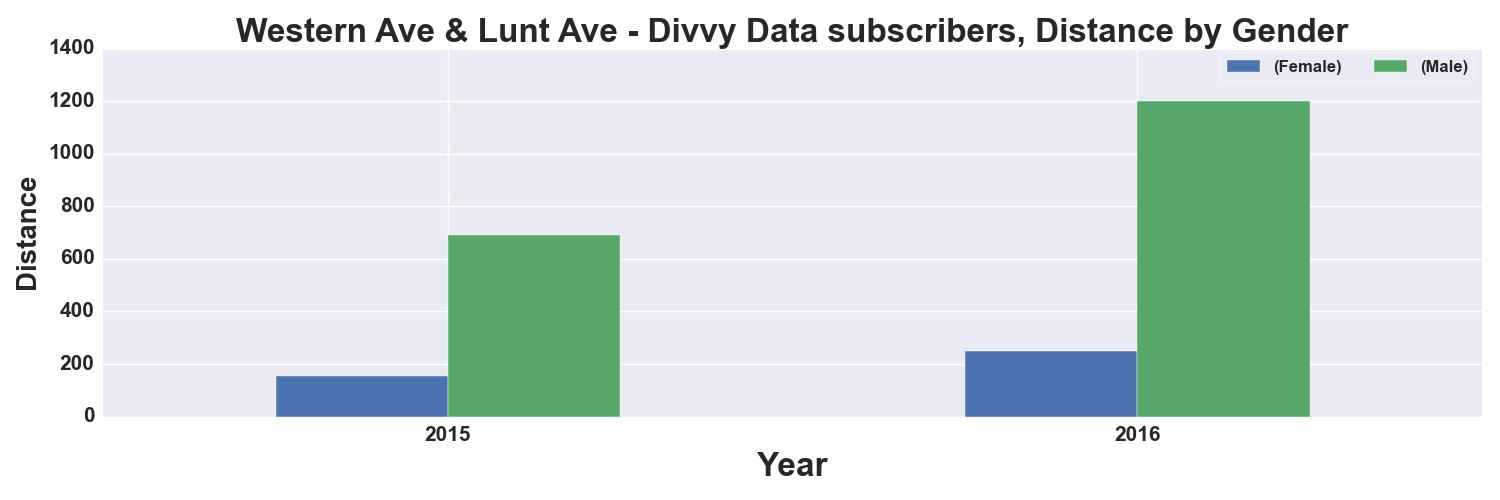 Western Ave & Lunt Ave - Divvy Data subscribers, Distance by Gender
1400
1200
1000
800
600
400
200
0
Distance
(Female) (Male)
2015 2016
Year